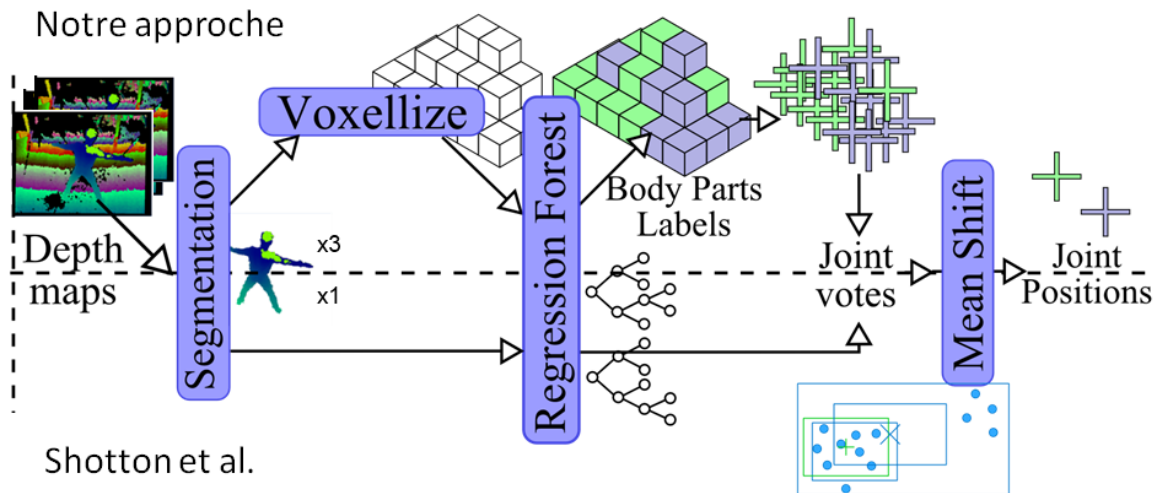 Notre approche
Voxellize
Depth
maps
Segmentation
x3
x1
Regression Forest
Body Parts
Labels
Joint
votes
Mean Shift
Joint
Positions
Shotton et al.